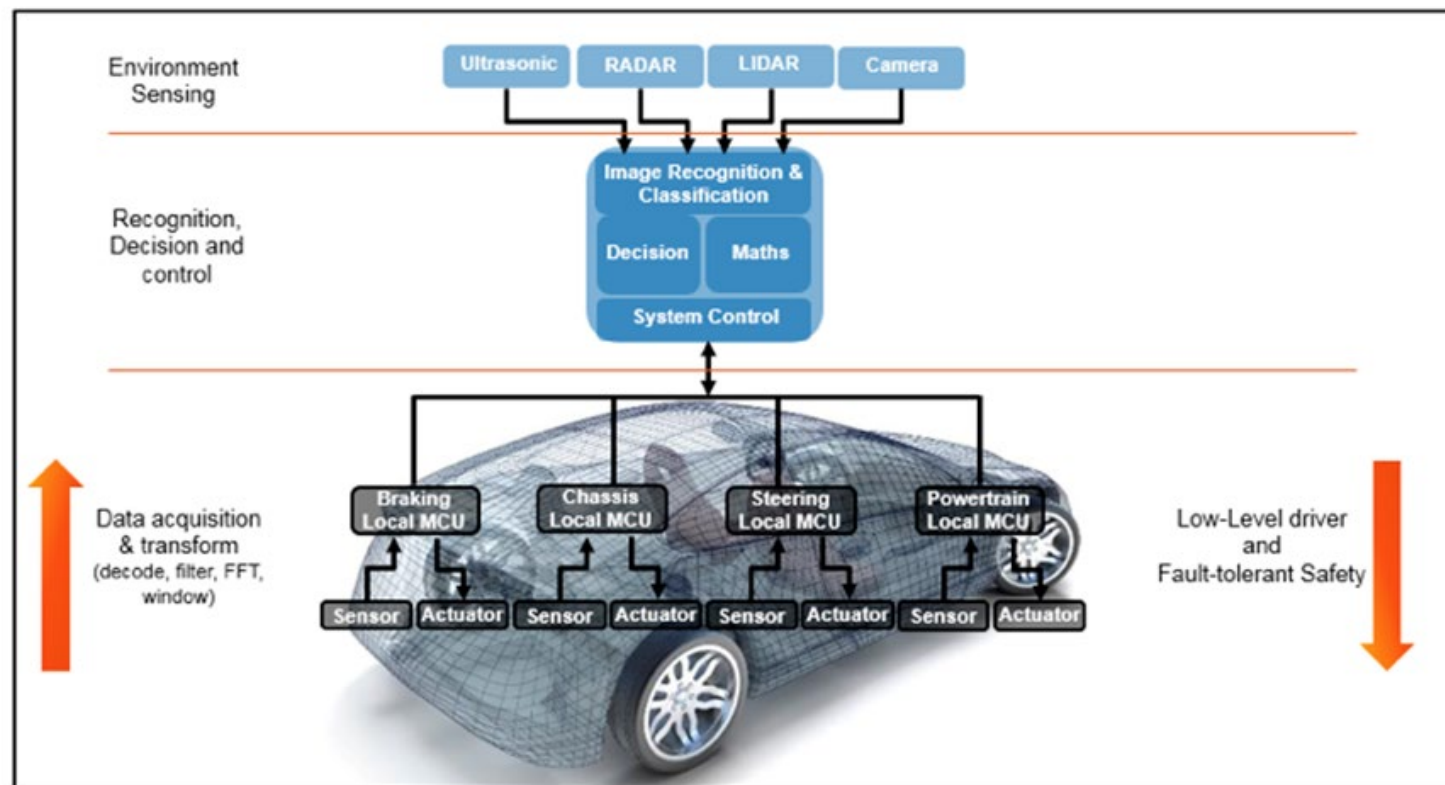 Environment
Sensing
Ultrasonic
RADAR
LIDAR
Camera
Recognition,
Decision and
control
Image Recognition &
Classification
Decision
Maths
System Control
Data acquisition
& transform
(decode, filter, FFT,
window)
Braking
Local MCU
Chassis
Local MCU
Steering
Local MCU
Powertrain
Local MCU
Sensor
Actuator
Sensor
Actuator
Sensor
Actuator
Sensor
Actuator
Low-Level driver
and
Fault-tolerant Safety